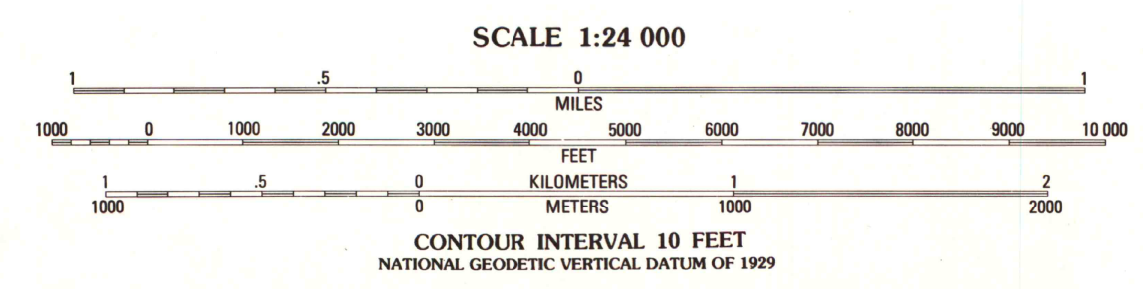 SCALE 1:24 000
1 .5 0 1
MILES
1000 0 1000 2000 3000 4000 5000 6000 7000 8000 9000 10 000
FEET
1 .5 0 KILOMETERS 1 2
1000 0 METERS 1000 2000
CONTOUR INTERVAL 10 FEET
NATIONAL GEODETIC VERTICAL DATUM OF 1929